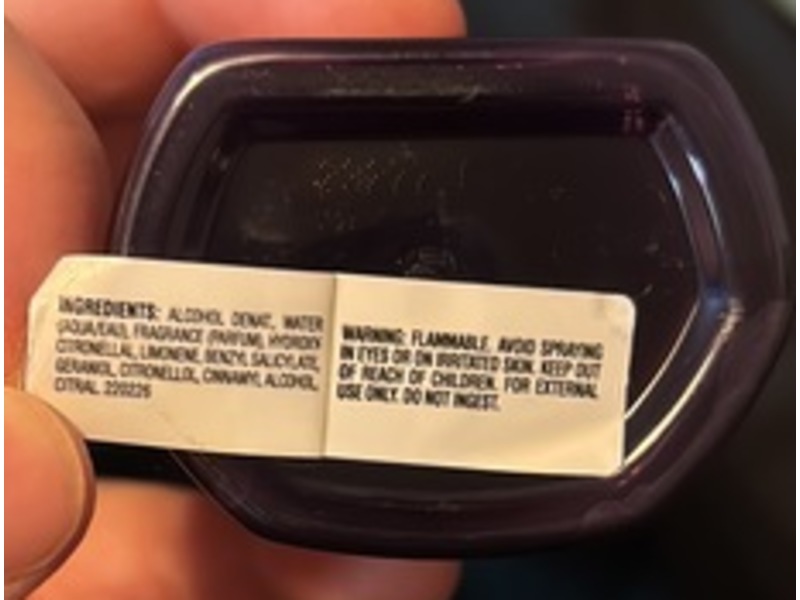 INGREDIENTS: ALCOHOL DENAT, WATER
(AQUA/EAU), FRAGRANCE (PARFUM), HYDROXY
CITRONELLAL, LIMONENE, BENZYL SALICYLATE,
GERANIOL, CITRONELLOL, CINNAMYL ALCOHOL,
CITRAL. 220226
WARNING: FLAMMABLE. AVOID SPRAYING
IN EYES OR ON IRRITATED SKIN. KEEP OUT
OF REACH OF CHILDREN. FOR EXTERNAL
USE ONLY. DO NOT INGEST.